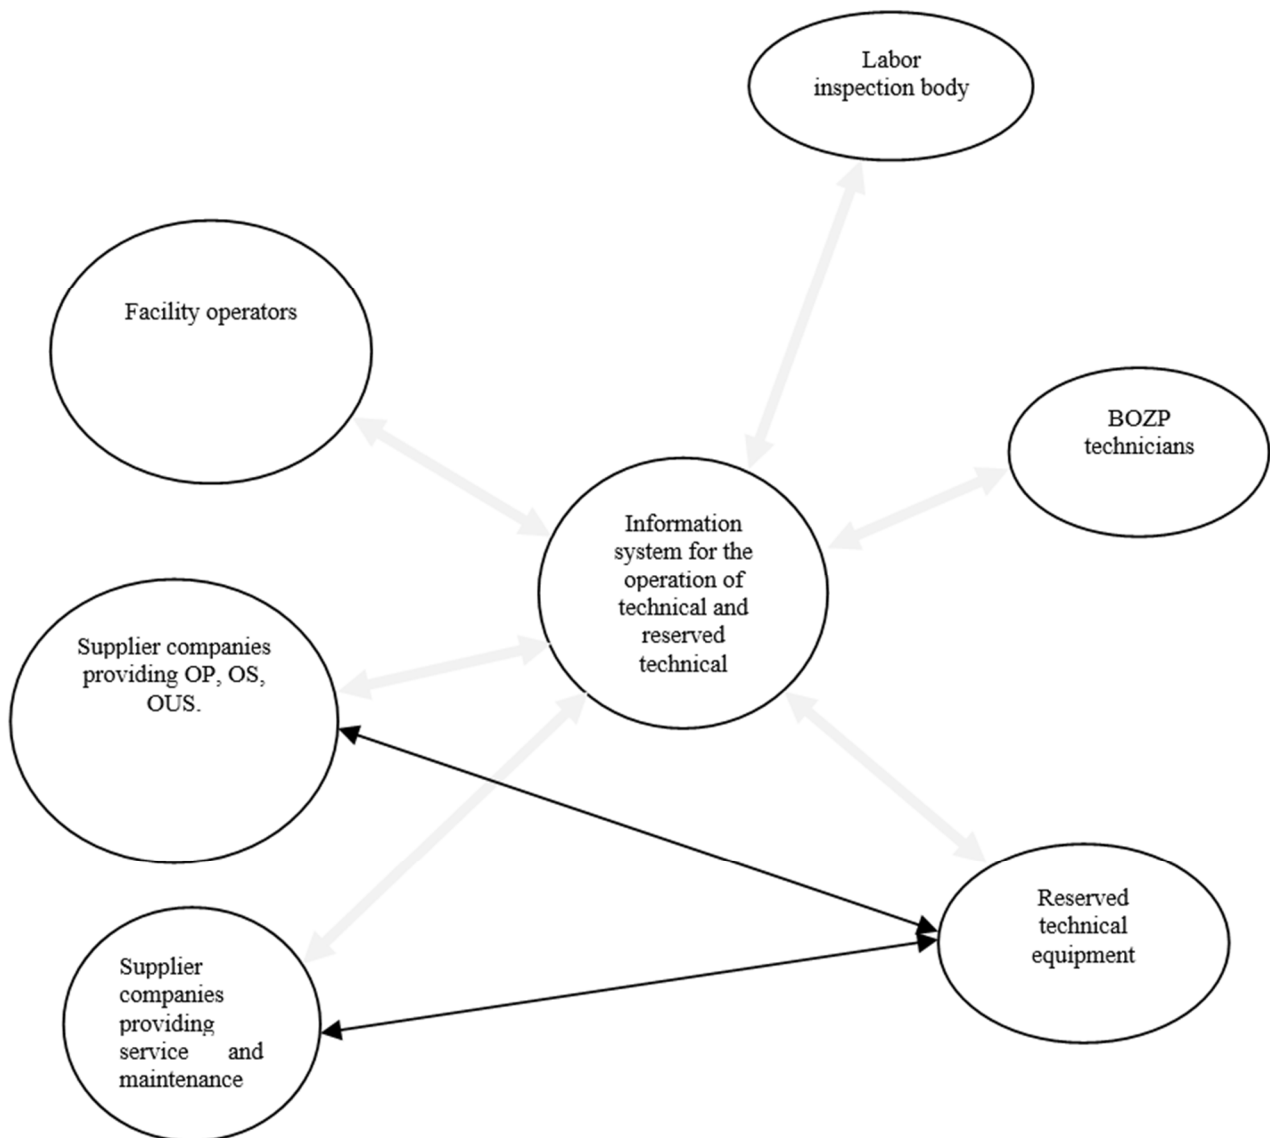 Labor
inspection body
Facility operators
BOZP
technicians
Information
system for the
operation of
technical and
reserved
technical
Supplier companies
providing OP, OS,
OUS.
Reserved
technical
equipment
Supplier
companies
providing
service and
maintenance